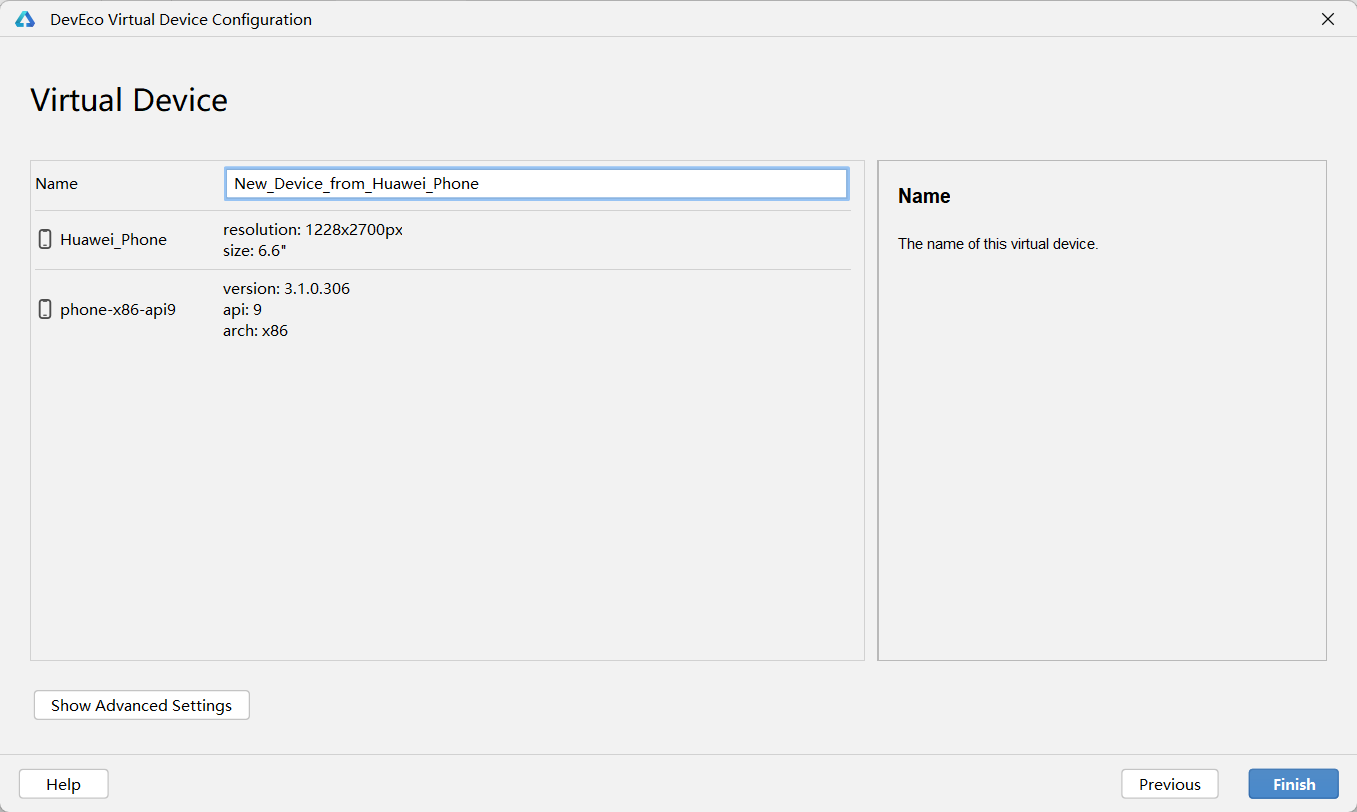 DevEco Virtual Device Configuration
Virtual Device
Name
New_Device_from_Huawei_Phone
Huawei_Phone
resolution: 1228x2700px
size: 6.6"
phone-x86-api9
version: 3.1.0.306
api: 9
arch: x86
Name
The name of this virtual device.
Show Advanced Settings
Help
Previous
Finish